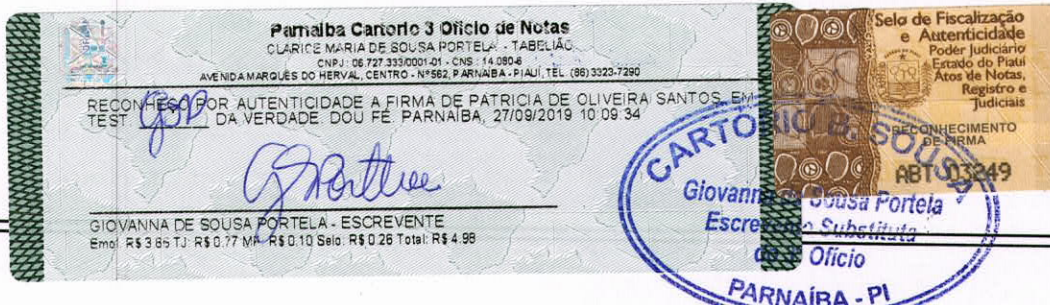 Parnaiba Cartorio 3 Oficio de Notas
CLARICE MARIA DE SOUSA PORTELA - TABELIÃO
CNPJ: 06.727.333/0001-01 - CNS: 14.080-6
AVENIDA MARQUÊS DO HERVAL, CENTRO - Nº562, PARNAÍBA - PIAUÍ, TEL. (86)3323-7290
RECONHEÇO POR AUTENTICIDADE A FIRMA DE PATRICIA DE OLIVEIRA SANTOS. EM
TEST DA VERDADE. DOU FÉ. PARNAÍBA, 27/09/2019 10:09:34
GIOVANNA DE SOUSA PORTELA - ESCREVENTE
Emol: R$ 3.85 TJ: R$ 0.77 MP: R$ 0.10 Selo: R$ 0.26 Total: R$ 4.98
Selo de Fiscalização
e Autenticidade
Poder Judiciário
Estado do Piauí
Atos de Notas,
Registro e
Judiciais
RECONHECIMENTO
DE FIRMA
ABT 03249
CARTÓRIO B. SOUSA
Giovanna de Sousa Portela
Substituta
Ofício
PARNAÍBA - PI